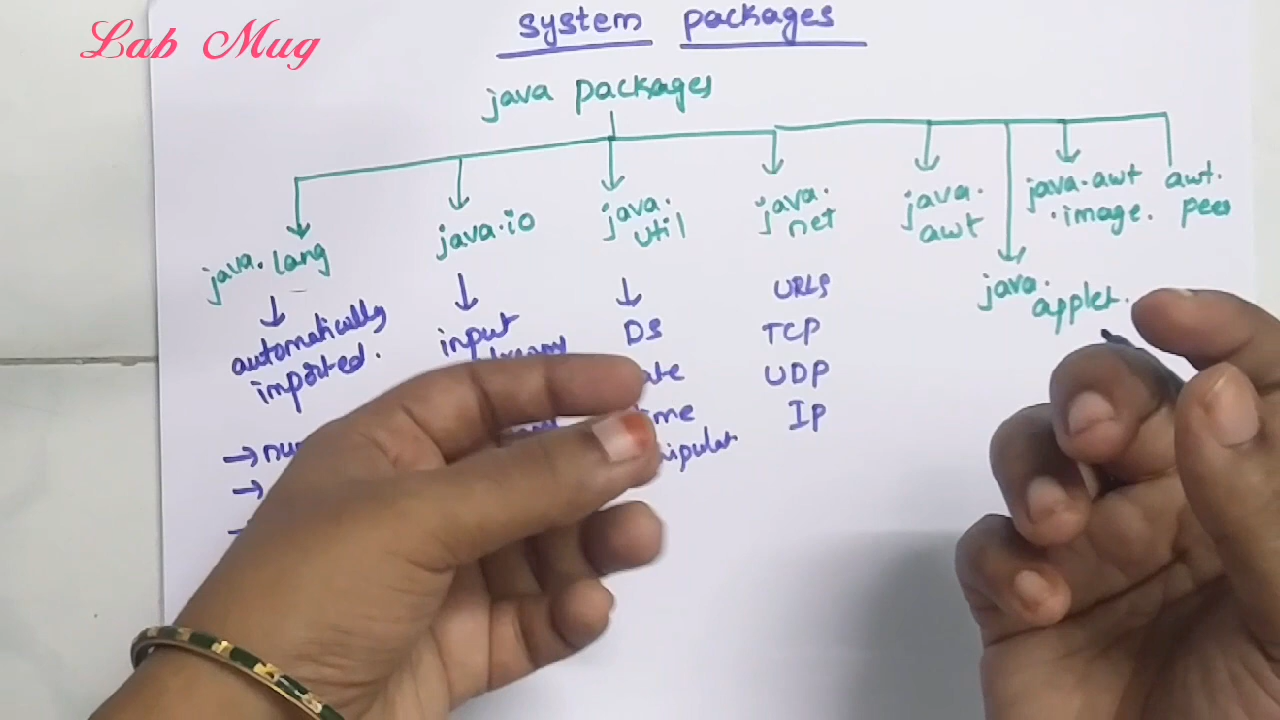 Lab Mug
system packages
java packages
java.lang
automatically
imported.
java.io
input
java.
util
DS
java.
net
URLs
TCP
UDP
IP
java.
awt
java.
applet.
java.awt
.image.
awt.
peer